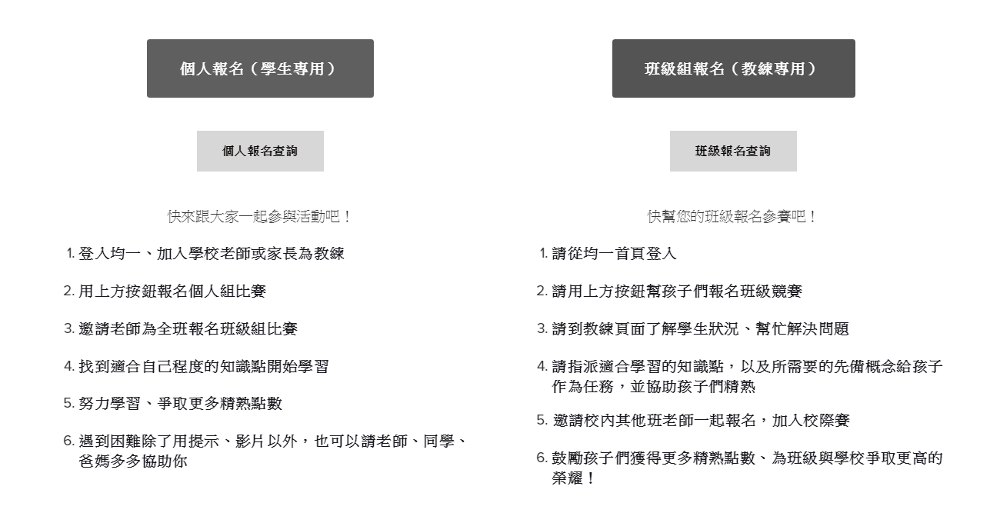 個人報名（學生專用）
個人報名查詢
快來跟大家一起參與活動吧！
1. 登入均一、加入學校老師或家長為教練
2. 用上方按鈕報名個人組比賽
3. 邀請老師為全班報名班級組比賽
4. 找到適合自己程度的知識點開始學習
5. 努力學習、爭取更多精熟點數
6. 遇到困難除了用提示、影片以外，也可以請老師、同學、
爸媽多多協助你
班級組報名（教練專用）
班級報名查詢
快幫您的班級報名參賽吧！
1. 請從均一首頁登入
2. 請用上方按鈕幫孩子們報名班級競賽
3. 請到教練頁面了解學生狀況、幫忙解決問題
4. 請指派適合學習的知識點，以及所需要的先備概念給孩子
作為任務，並協助孩子們精熟
5. 邀請校內其他班老師一起報名，加入校際賽
6. 鼓勵孩子們獲得更多精熟點數、為班級與學校爭取更高的
榮耀！